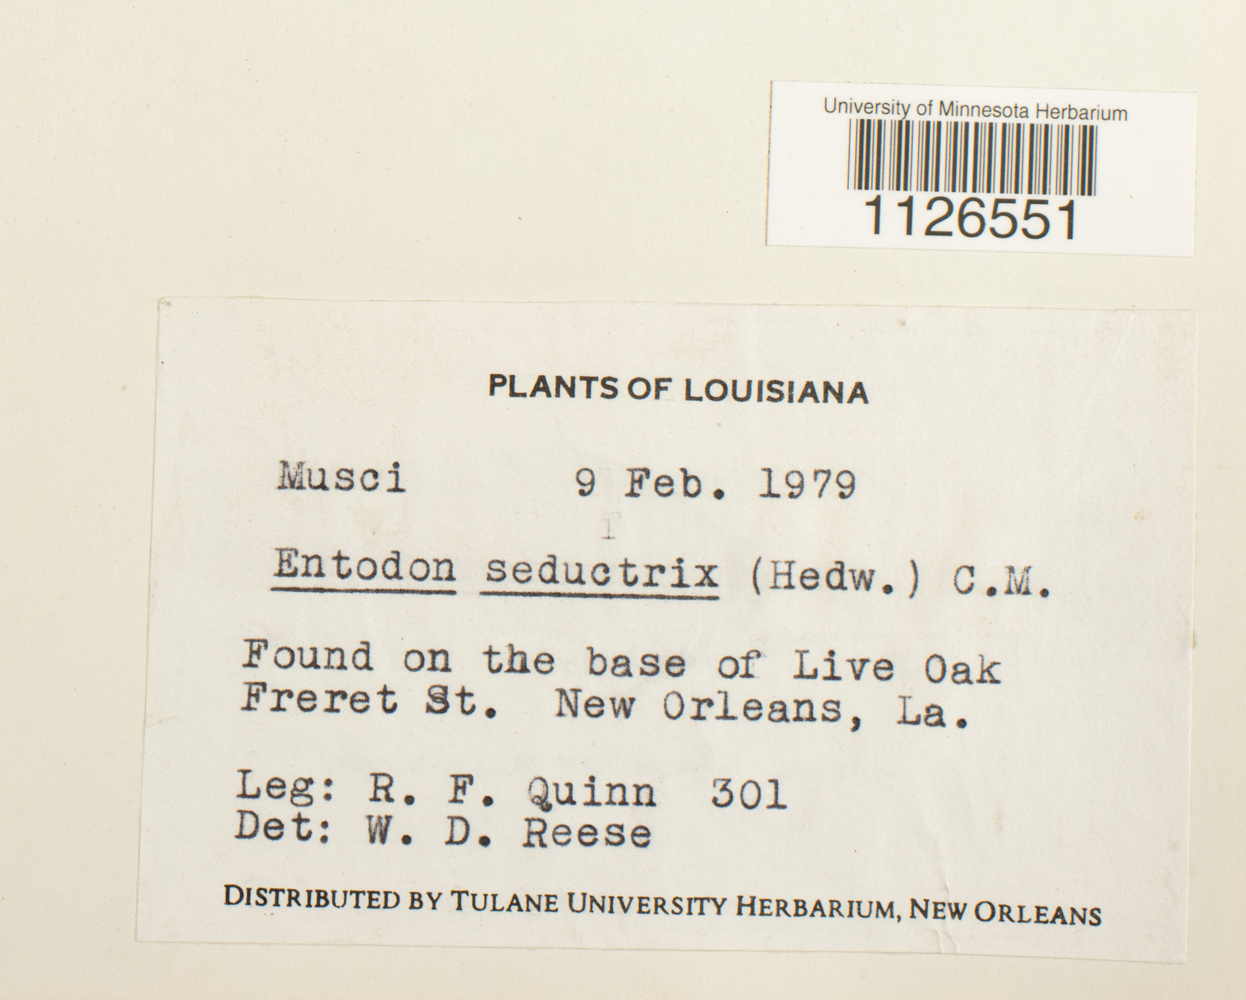 University of Minnesota Herbarium
1126551
PLANTS OF LOUISIANA
Musci 9 Feb. 1979
Entodon seductrix (Hedw.) C.M.
Found on the base of Live Oak
Freret St. New Orleans, La.
Leg: R. F. Quinn 301
Det: W. D. Reese
DISTRIBUTED BY TULANE UNIVERSITY HERBARIUM, NEW ORLEANS